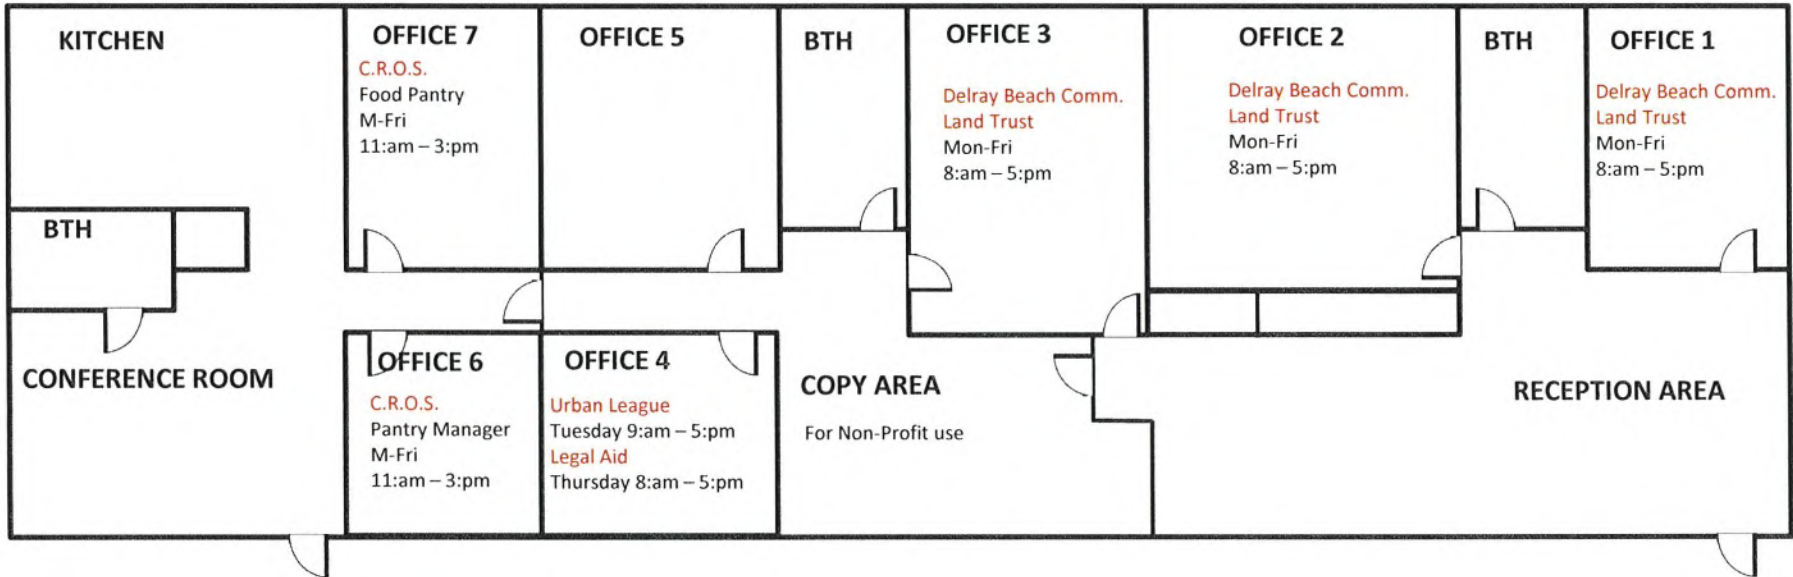 KITCHEN
OFFICE 7
C.R.O.S.
Food Pantry
M-Fri
11:am – 3:pm
OFFICE 5
BTH
OFFICE 3
Delray Beach Comm.
Land Trust
Mon-Fri
8:am – 5:pm
OFFICE 2
Delray Beach Comm.
Land Trust
Mon-Fri
8:am – 5:pm
BTH
OFFICE 1
Delray Beach Comm.
Land Trust
Mon-Fri
8:am – 5:pm
BTH
CONFERENCE ROOM
OFFICE 6
C.R.O.S.
Pantry Manager
M-Fri
11:am – 3:pm
OFFICE 4
Urban League
Tuesday 9:am – 5:pm
Legal Aid
Thursday 8:am – 5:pm
COPY AREA
For Non-Profit use
RECEPTION AREA